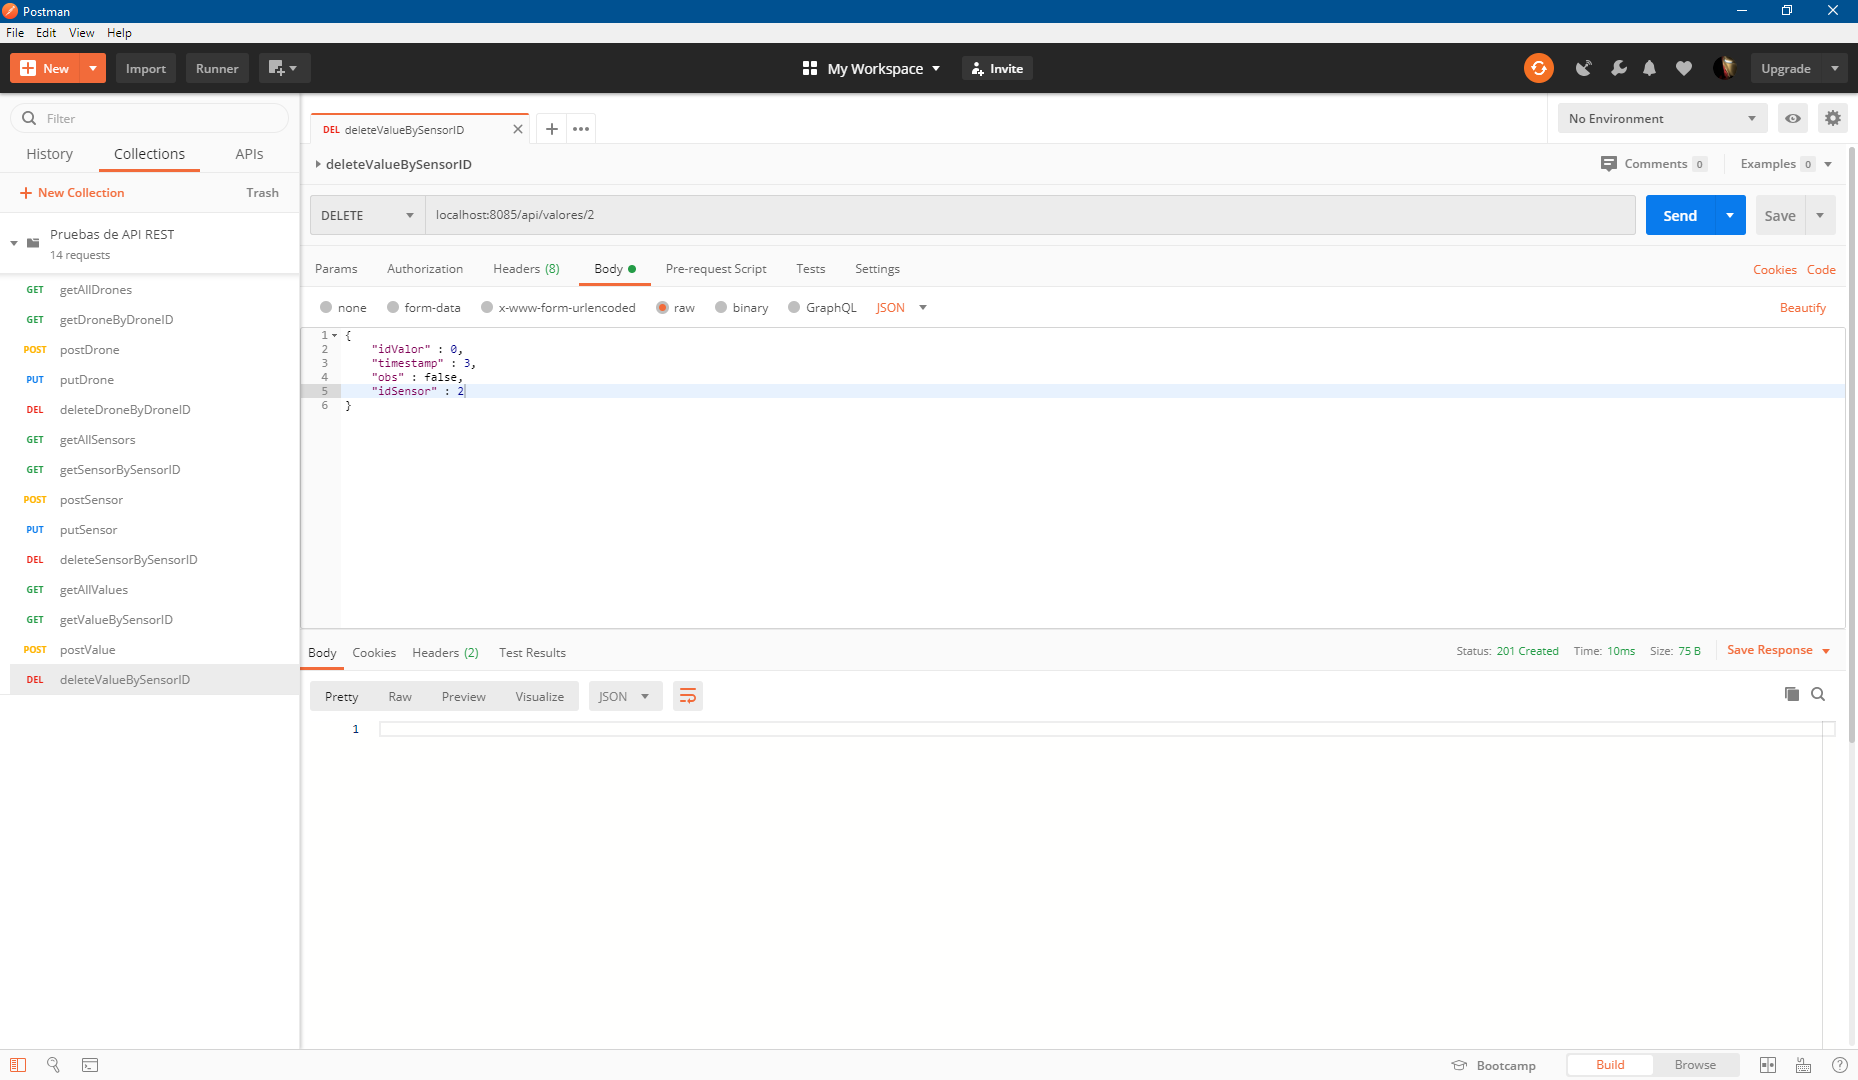 Postman
File Edit View Help
New Import Runner My Workspace Invite Upgrade
Filter
History Collections APIs
New Collection Trash
Pruebas de API REST
14 requests
GET getAllDrones
GET getDroneByDroneID
POST postDrone
PUT putDrone
DEL deleteDroneByDroneID
GET getAllSensors
GET getSensorBySensorID
POST postSensor
PUT putSensor
DEL deleteSensorBySensorID
GET getAllValues
GET getValueBySensorID
POST postValue
DEL deleteValueBySensorID
DEL deleteValueBySensorID
No Environment
deleteValueBySensorID Comments 0 Examples 0
DELETE localhost:8085/api/valores/2 Send Save
Params Authorization Headers (8) Body Pre-request Script Tests Settings Cookies Code
none form-data x-www-form-urlencoded raw binary GraphQL JSON Beautify
1 {
2 "idValor" : 0,
3 "timestamp" : 3,
4 "obs" : false,
5 "idSensor" : 2
6 }
Body Cookies Headers (2) Test Results Status: 201 Created Time: 10ms Size: 75 B Save Response
Pretty Raw Preview Visualize JSON
1
Bootcamp Build Browse